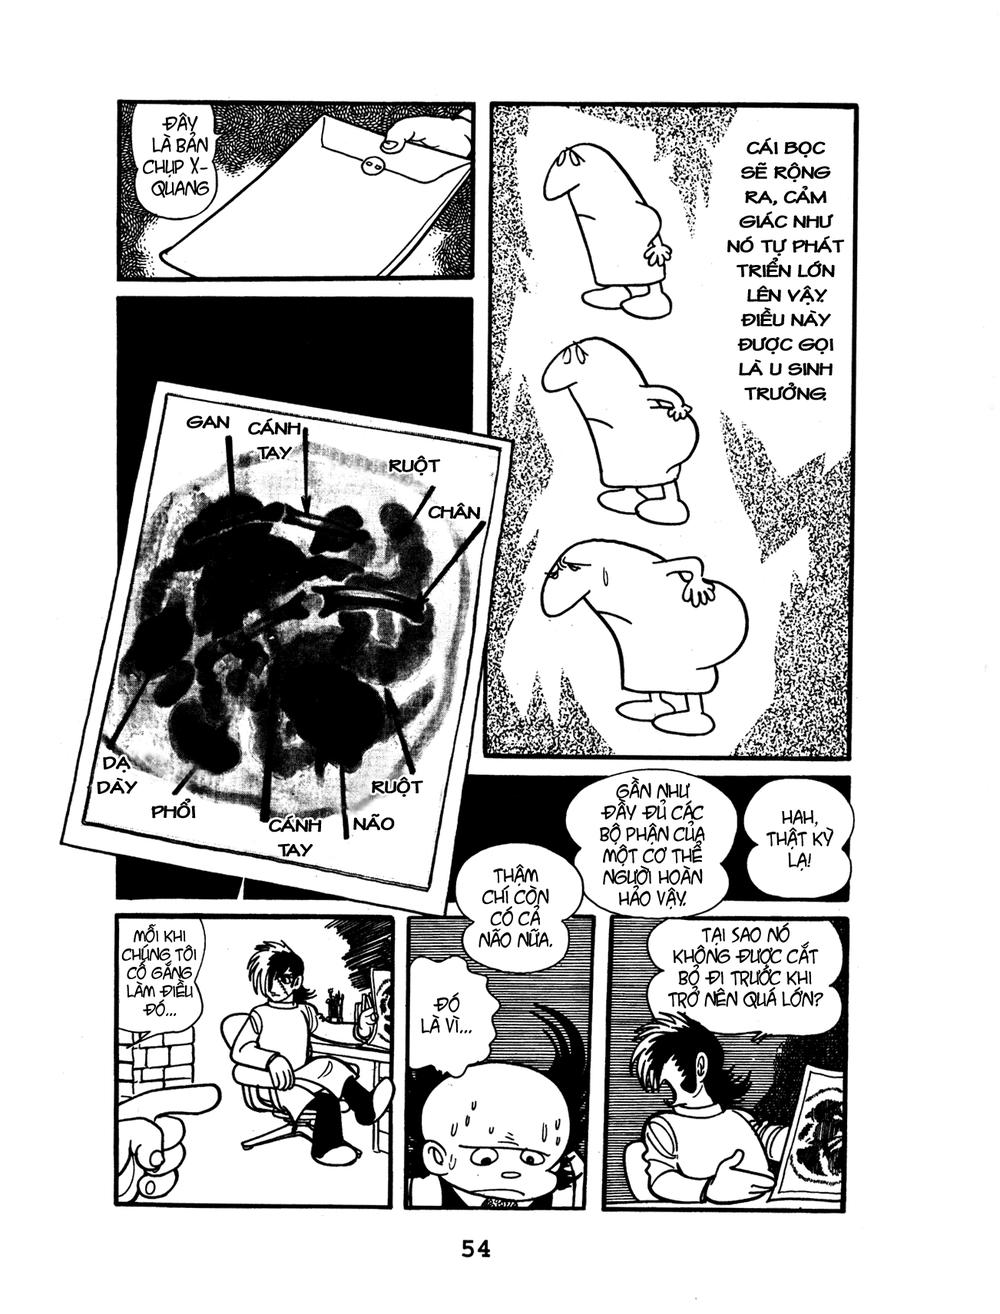 CÁI BỌC
SẼ RỘNG
RA, CẢM
GIÁC NHƯ
NÓ TỰ PHÁT
TRIỂN LỚN
LÊN VẬY.
ĐIỀU NÀY
ĐƯỢC GỌI
LÀ U SINH
TRƯỞNG.
ĐÂY
LÀ BẢN
CHỤP X-
QUANG
GAN
CÁNH
TAY
RUỘT
CHÂN
DẠ
DÀY
PHỔI
CÁNH
TAY
NÃO
RUỘT
HAH,
THẬT KỲ
LẠ!
GẦN NHƯ
ĐẦY ĐỦ CÁC
BỘ PHẬN CỦA
MỘT CƠ THỂ
NGƯỜI HOÀN
HẢO VẬY.
THẬM
CHÍ CÒN
CÓ CẢ
NÃO NỮA.
TẠI SAO NÓ
KHÔNG ĐƯỢC CẮT
BỎ ĐI TRƯỚC KHI
TRỞ NÊN QUÁ LỚN?
ĐÓ
LÀ VÌ...
MỖI KHI
CHÚNG TÔI
CỐ GẮNG
LÀM ĐIỀU
ĐÓ...
54